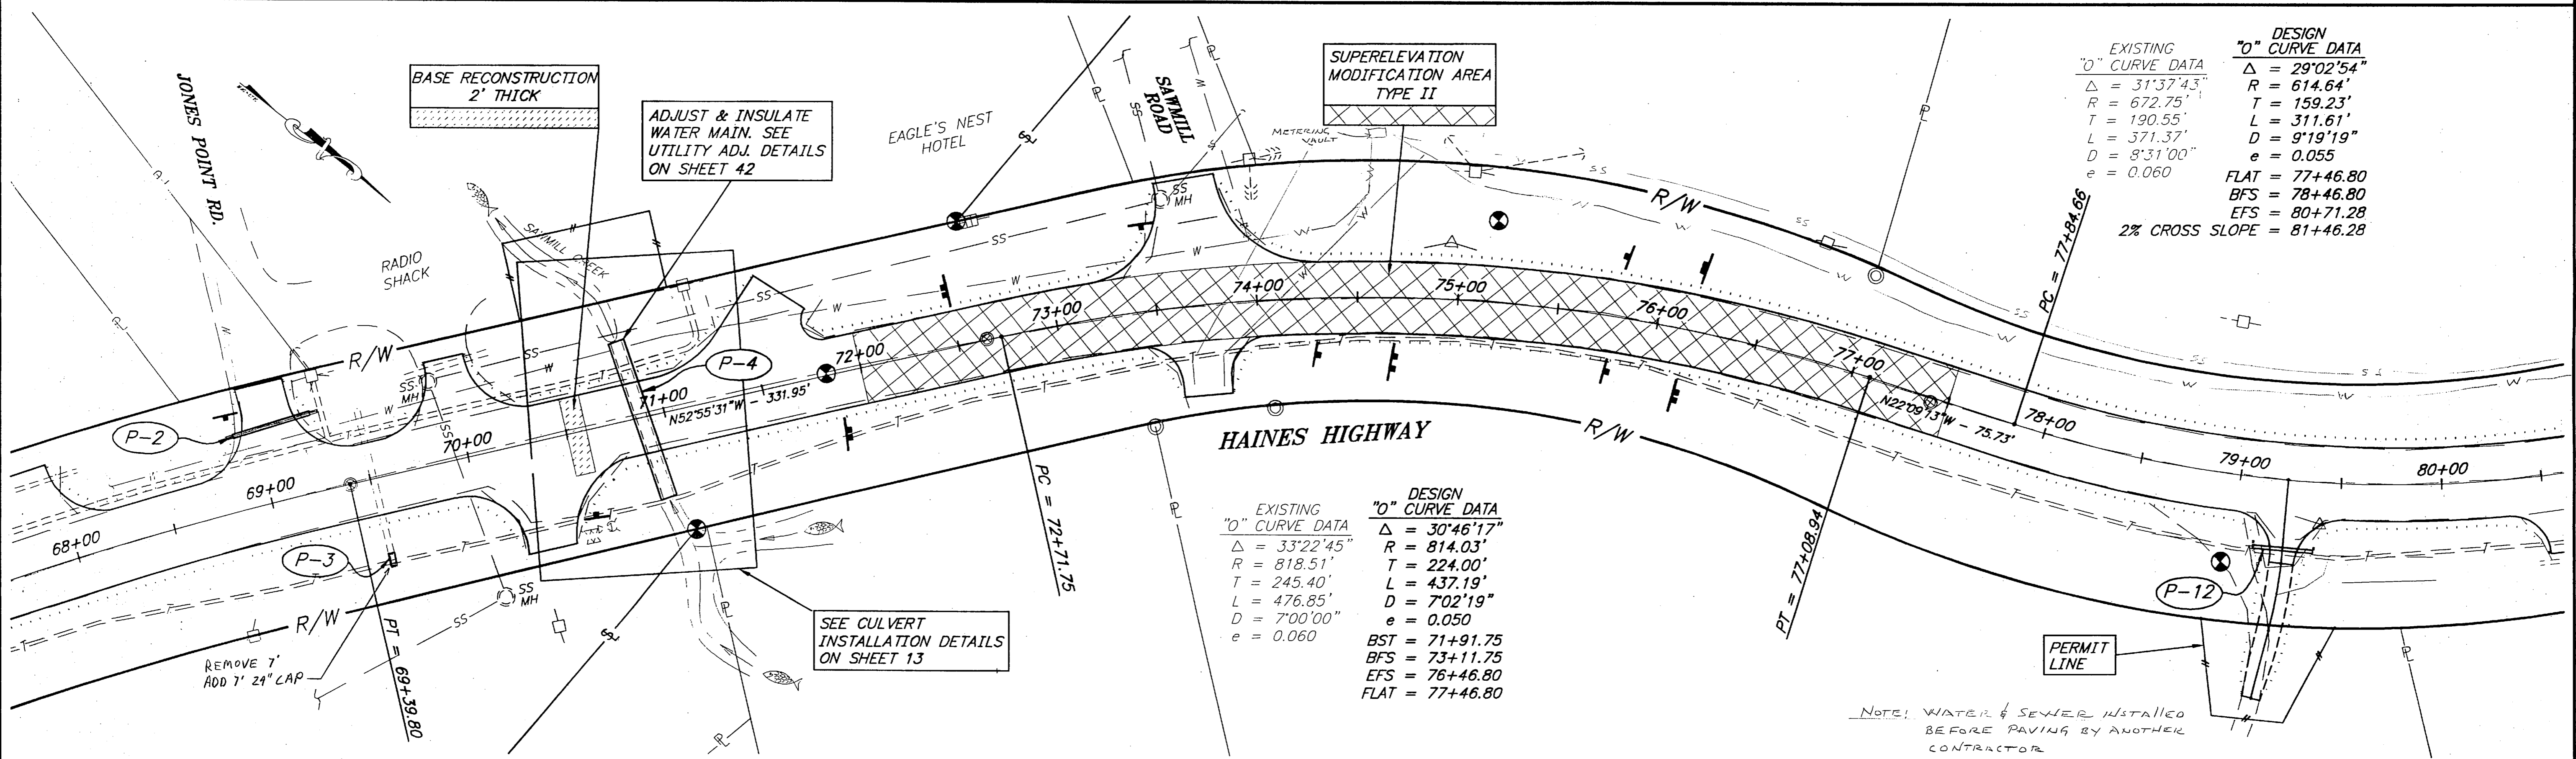 JONES POINT RD.
BASE RECONSTRUCTION
2' THICK
ADJUST & INSULATE
WATER MAIN. SEE
UTILITY ADJ. DETAILS
ON SHEET 42
EAGLE'S NEST
HOTEL
SAWMILL
ROAD
METERING
VAULT
SUPERELEVATION
MODIFICATION AREA
TYPE II
EXISTING
"O" CURVE DATA
Δ = 31°37'43"
R = 672.75'
T = 190.55'
L = 371.37'
D = 8°31'00"
e = 0.060
DESIGN
"O" CURVE DATA
Δ = 29°02'54"
R = 614.64'
T = 159.23'
L = 311.61'
D = 9°19'19"
e = 0.055
FLAT = 77+46.80
BFS = 78+46.80
EFS = 80+71.28
2% CROSS SLOPE = 81+46.28
RADIO
SHACK
SAWMILL CREEK
R/W
R/W
R/W
R/W
SS
MH
SS
MH
SS
MH
P-2
P-3
P-4
P-12
68+00
69+00
70+00
71+00
72+00
73+00
74+00
75+00
76+00
77+00
78+00
79+00
80+00
N52°55'31"W - 331.95'
N22°09'13"W - 75.73'
PT = 69+39.80
PC = 72+71.75
PT = 77+08.94
PC = 77+84.66
HAINES HIGHWAY
REMOVE 7'
ADD 7' 24" CAP
SEE CULVERT
INSTALLATION DETAILS
ON SHEET 13
EXISTING
"O" CURVE DATA
Δ = 33°22'45"
R = 818.51'
T = 245.40'
L = 476.85'
D = 7°00'00"
e = 0.060
DESIGN
"O" CURVE DATA
Δ = 30°46'17"
R = 814.03'
T = 224.00'
L = 437.19'
D = 7°02'19"
e = 0.050
BST = 71+91.75
BFS = 73+11.75
EFS = 76+46.80
FLAT = 77+46.80
PERMIT
LINE
NOTE! WATER & SEWER INSTALLED
BEFORE PAVING BY ANOTHER
CONTRACTOR